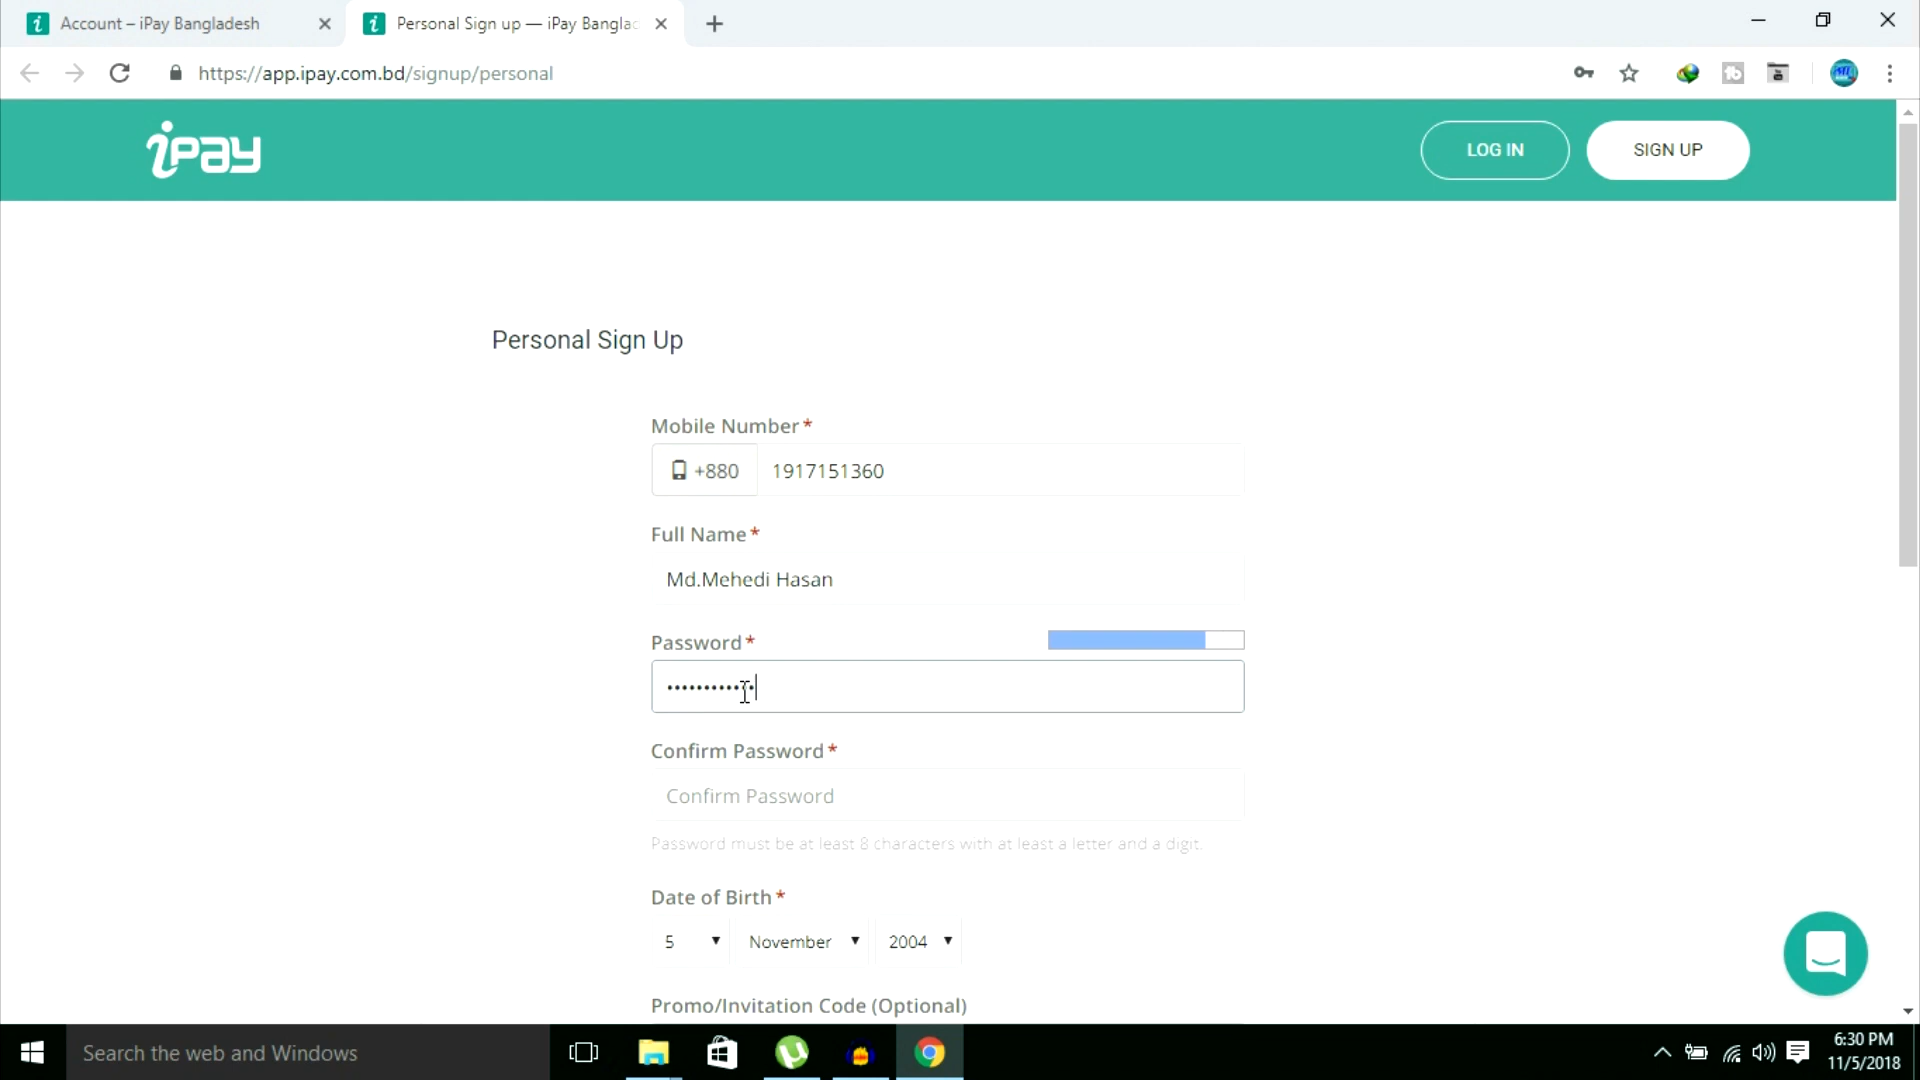 Account – iPay Bangladesh
Personal Sign up — iPay Banglad
https://app.ipay.com.bd/signup/personal
iPay
LOG IN
SIGN UP
Personal Sign Up
Mobile Number*
+880 1917151360
Full Name*
Md.Mehedi Hasan
Password*
Confirm Password*
Confirm Password
Password must be at least 8 characters with at least a letter and a digit.
Date of Birth*
5 November 2004
Promo/Invitation Code (Optional)
Search the web and Windows
6:30 PM
11/5/2018